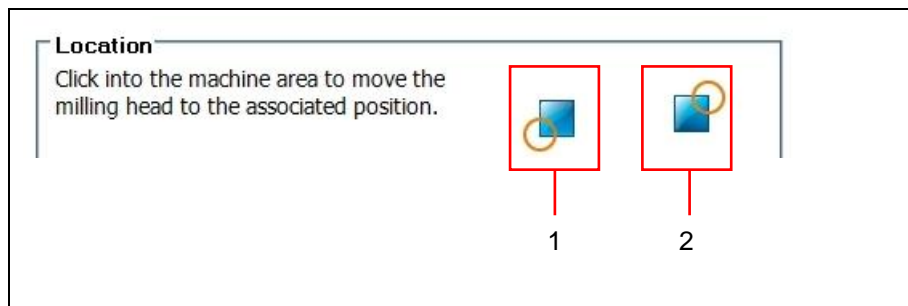 Location
Click into the machine area to move the
milling head to the associated position.
1 2